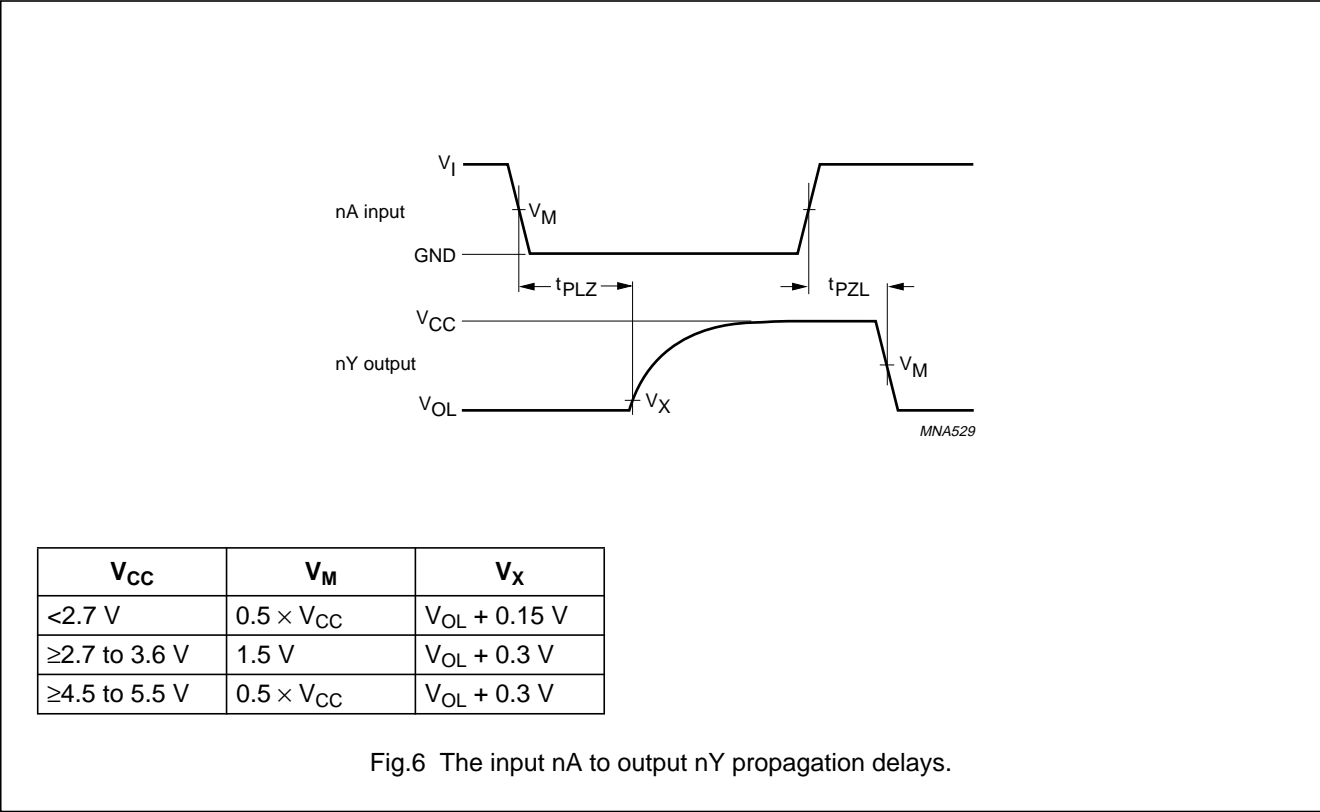 V_I
nA input
V_M
GND
t_PLZ
t_PZL
V_CC
nY output
V_M
V_OL
V_X
MNA529
V_CC V_M V_X
<2.7 V 0.5 × V_CC V_OL + 0.15 V
≥2.7 to 3.6 V 1.5 V V_OL + 0.3 V
≥4.5 to 5.5 V 0.5 × V_CC V_OL + 0.3 V
Fig.6 The input nA to output nY propagation delays.